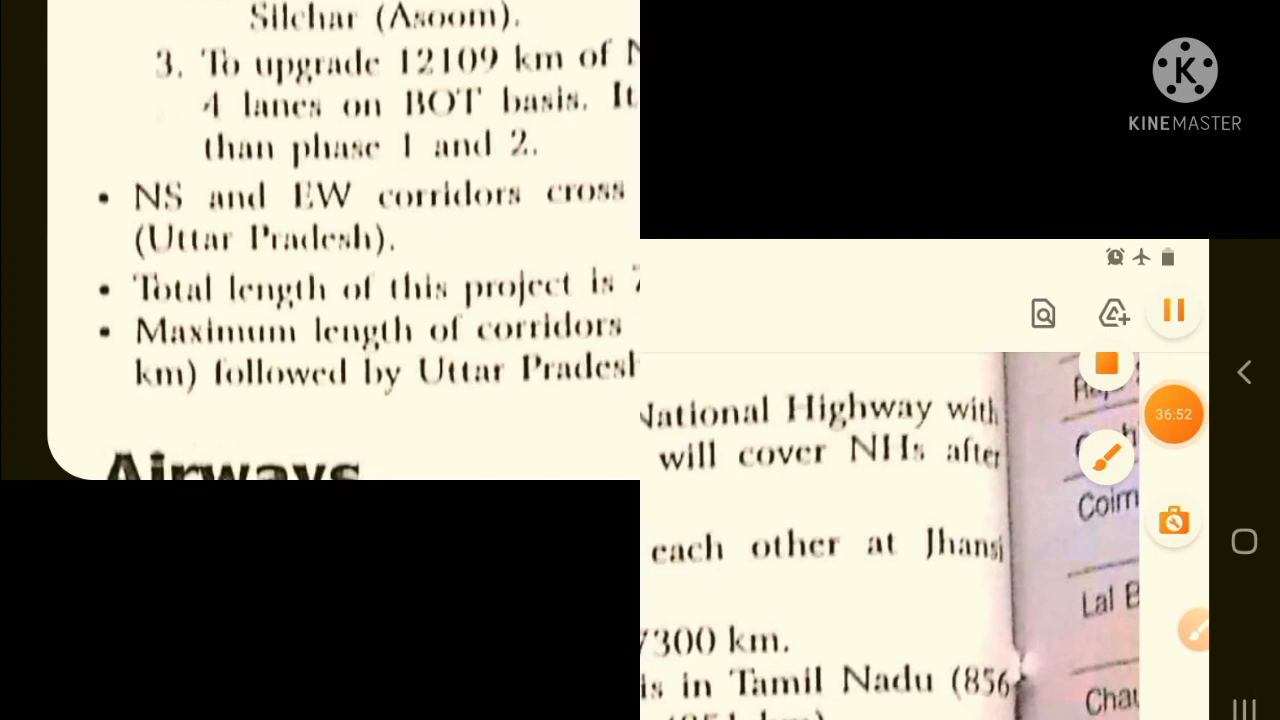 Silchar (Asoom).
3. To upgrade 12109 km of N
4 lanes on BOT basis. It
than phase 1 and 2.
• NS and EW corridors cross
(Uttar Pradesh).
• Total length of this project is 7
• Maximum length of corridors
km) followed by Uttar Pradesh
Airways
KINEMASTER
36:52
National Highway with
will cover NHs after
each other at Jhansi
7300 km.
is in Tamil Nadu (856
Coim
Lal B
Chau